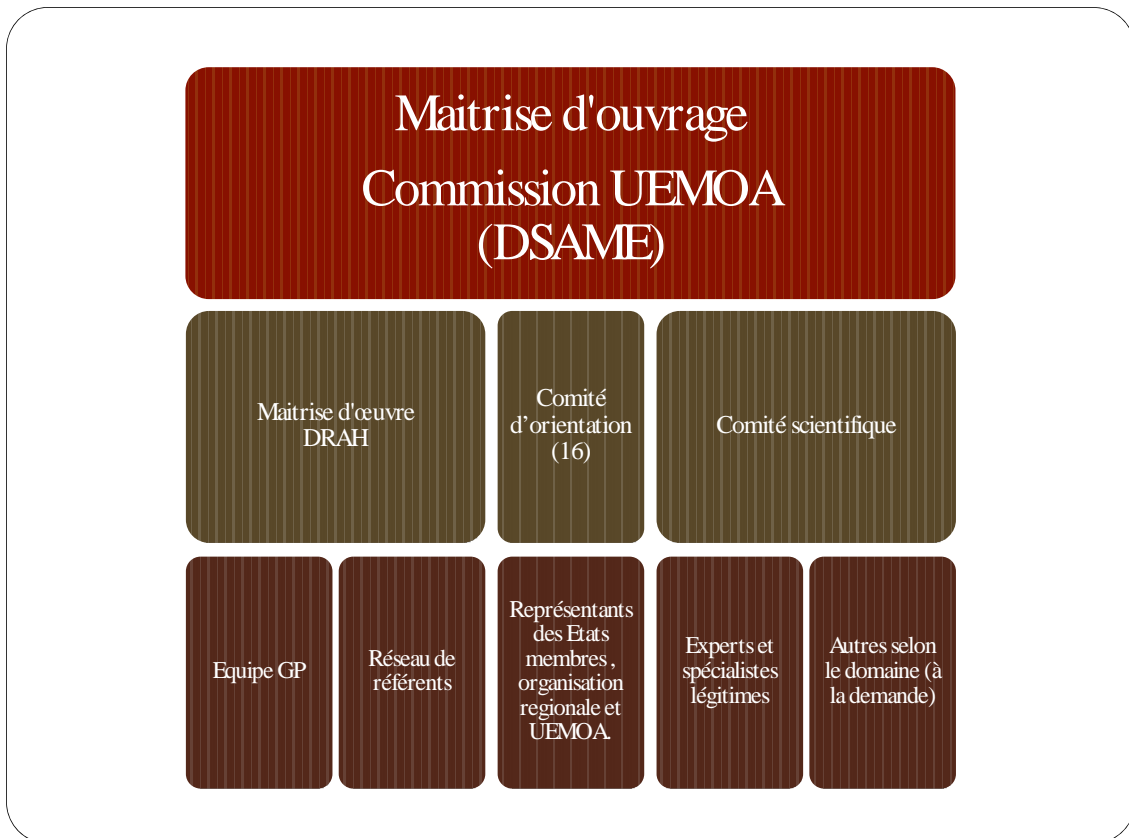 Maitrise d'ouvrage
Commission UEMOA
(DSAME)
Maitrise d'œuvre
DRAH
Comité
d’orientation
(16)
Comité scientifique
Equipe GP
Réseau de
référents
Représentants
des Etats
membres ,
organisation
regionale et
UEMOA.
Experts et
spécialistes
légitimes
Autres selon
le domaine (à
la demande)